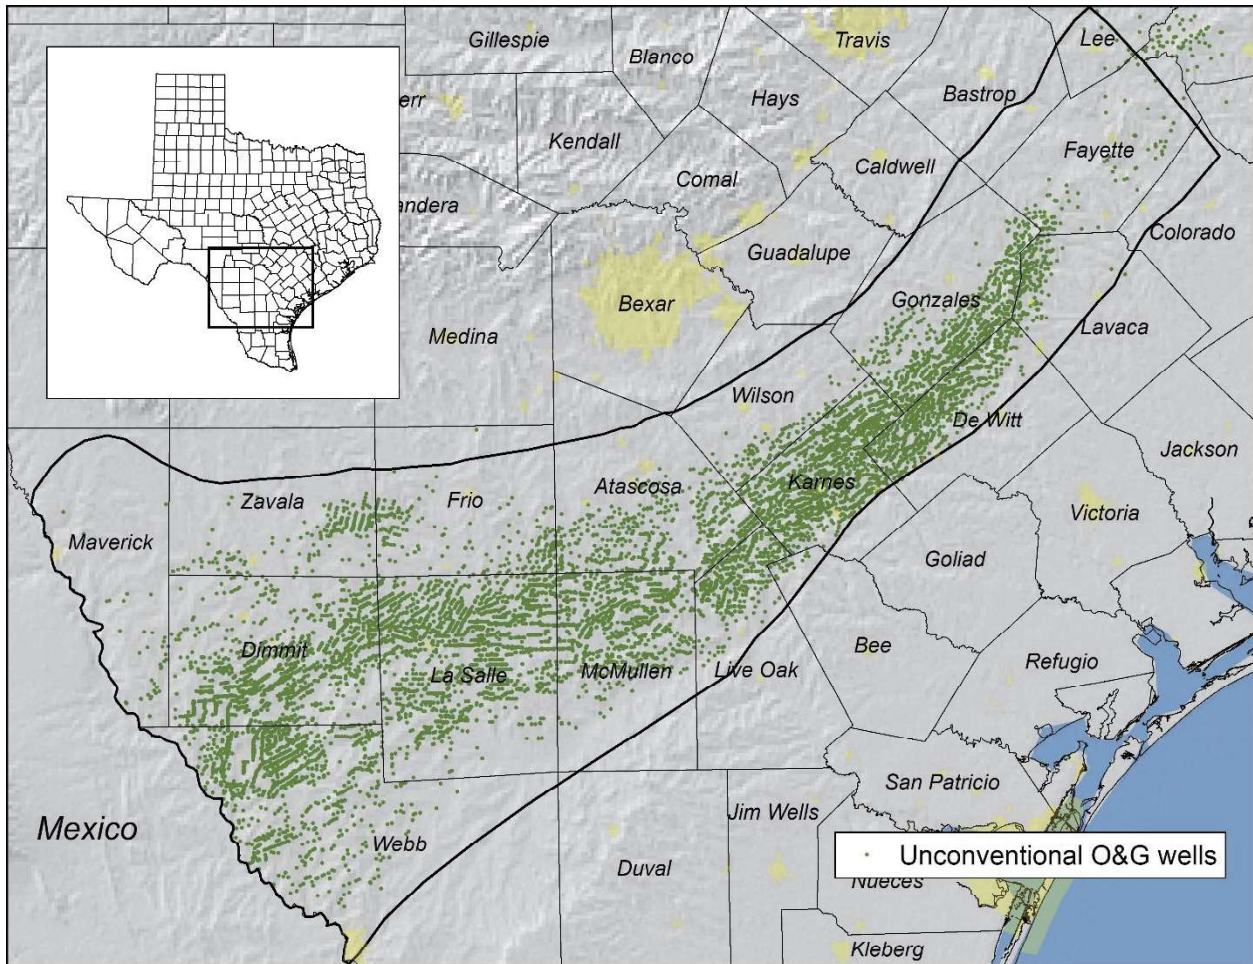 Gillespie
Blanco
Travis
Lee
Hays
Bastrop
err
Kendall
Fayette
Caldwell
Comal
andera
Colorado
Guadalupe
Bexar
Gonzales
Medina
Lavaca
Wilson
De Witt
Jackson
Karnes
Atascosa
Zavala
Frio
Victoria
Maverick
Goliad
Dimmit
La Salle
McMullen
Live Oak
Bee
Refugio
San Patricio
Jim Wells
Mexico
Webb
Duval
Unconventional O&G wells
Nueces
Kleberg